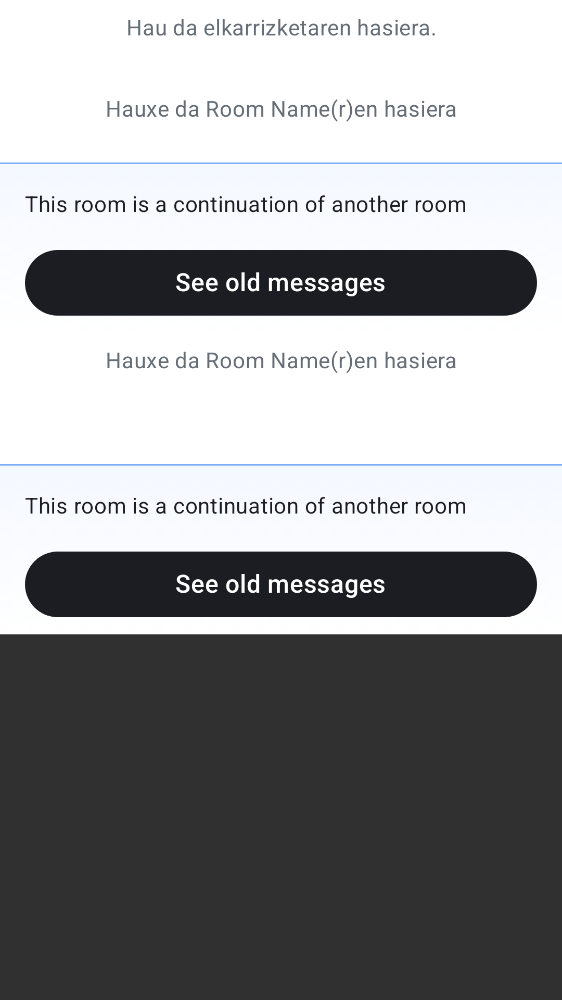 Hau da elkarrizketaren hasiera.
Hauxe da Room Name(r)en hasiera
This room is a continuation of another room
See old messages
Hauxe da Room Name(r)en hasiera
This room is a continuation of another room
See old messages